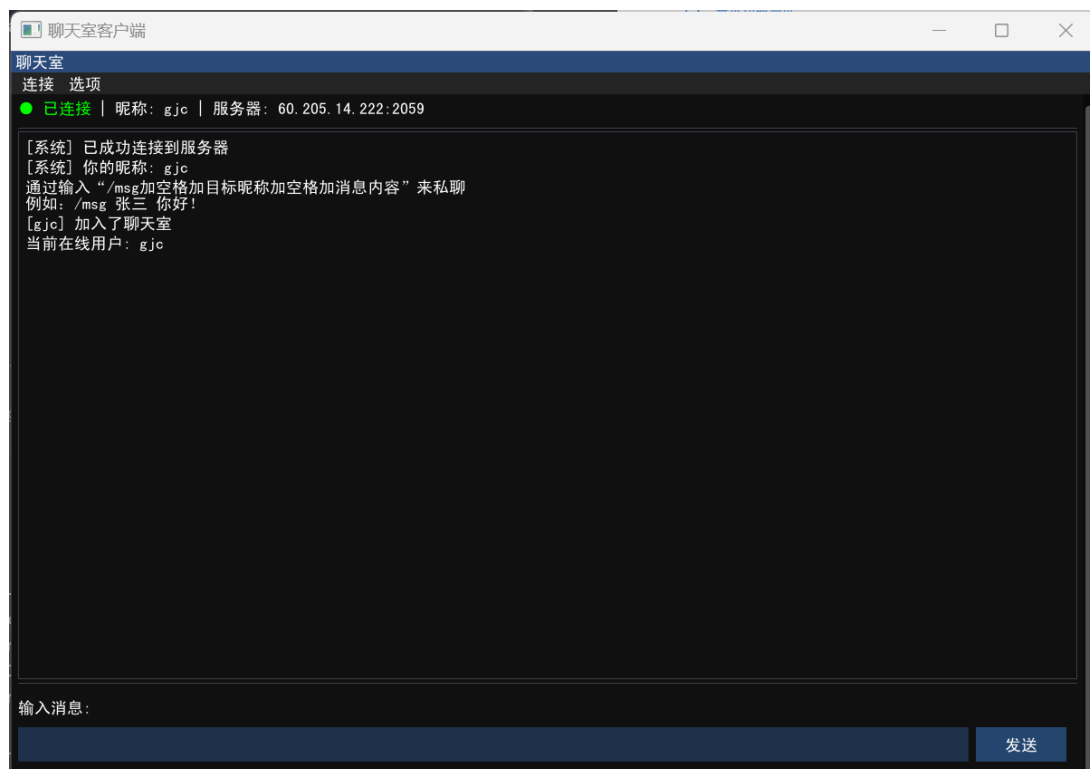 聊天室客户端
聊天室
连接 选项
已连接 | 昵称: gjc | 服务器: 60.205.14.222:2059
[系统] 已成功连接到服务器
[系统] 你的昵称: gjc
通过输入“/msg加空格加目标昵称加空格加消息内容”来私聊
例如: /msg 张三 你好!
[gjc] 加入了聊天室
当前在线用户: gjc
输入消息:
发送